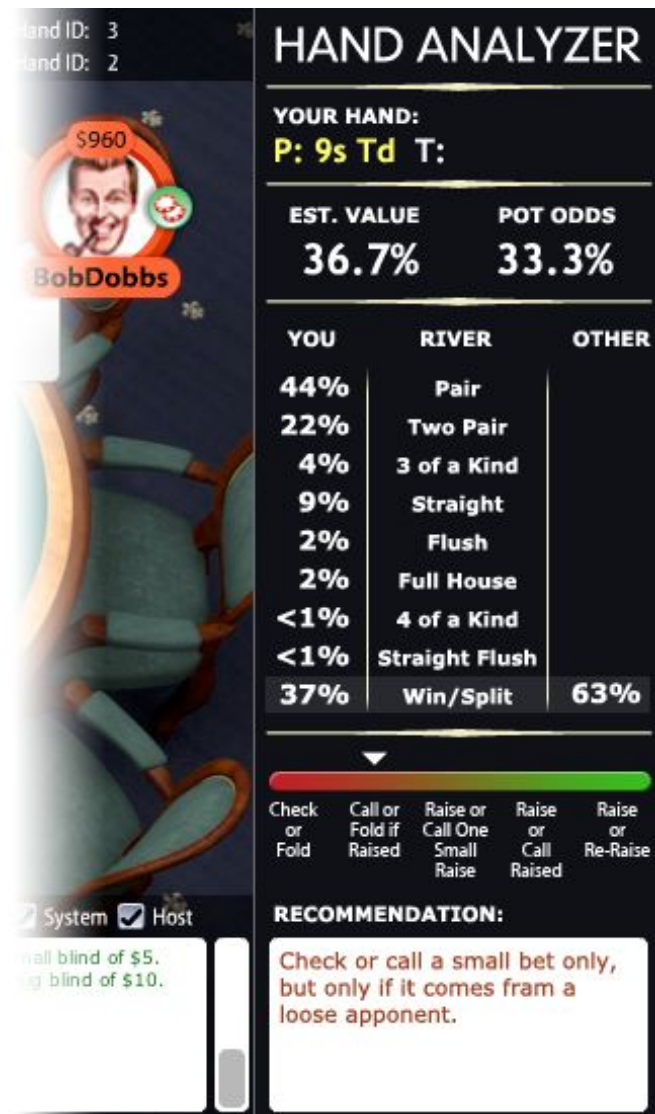 Hand ID: 3
Hand ID: 2
$960
BobDobbs
HAND ANALYZER
YOUR HAND:
P: 9s Td T:
EST. VALUE POT ODDS
36.7% 33.3%
YOU RIVER OTHER
44% Pair
22% Two Pair
4% 3 of a Kind
9% Straight
2% Flush
2% Full House
<1% 4 of a Kind
<1% Straight Flush
37% Win/Split 63%
Check or Fold
Call or Fold if Raised
Raise or Call One Small Raise
Raise or Call Raised
Raise or Re-Raise
System Host
blind of $5.
blind of $10.
RECOMMENDATION:
Check or call a small bet only,
but only if it comes fram a
loose apponent.